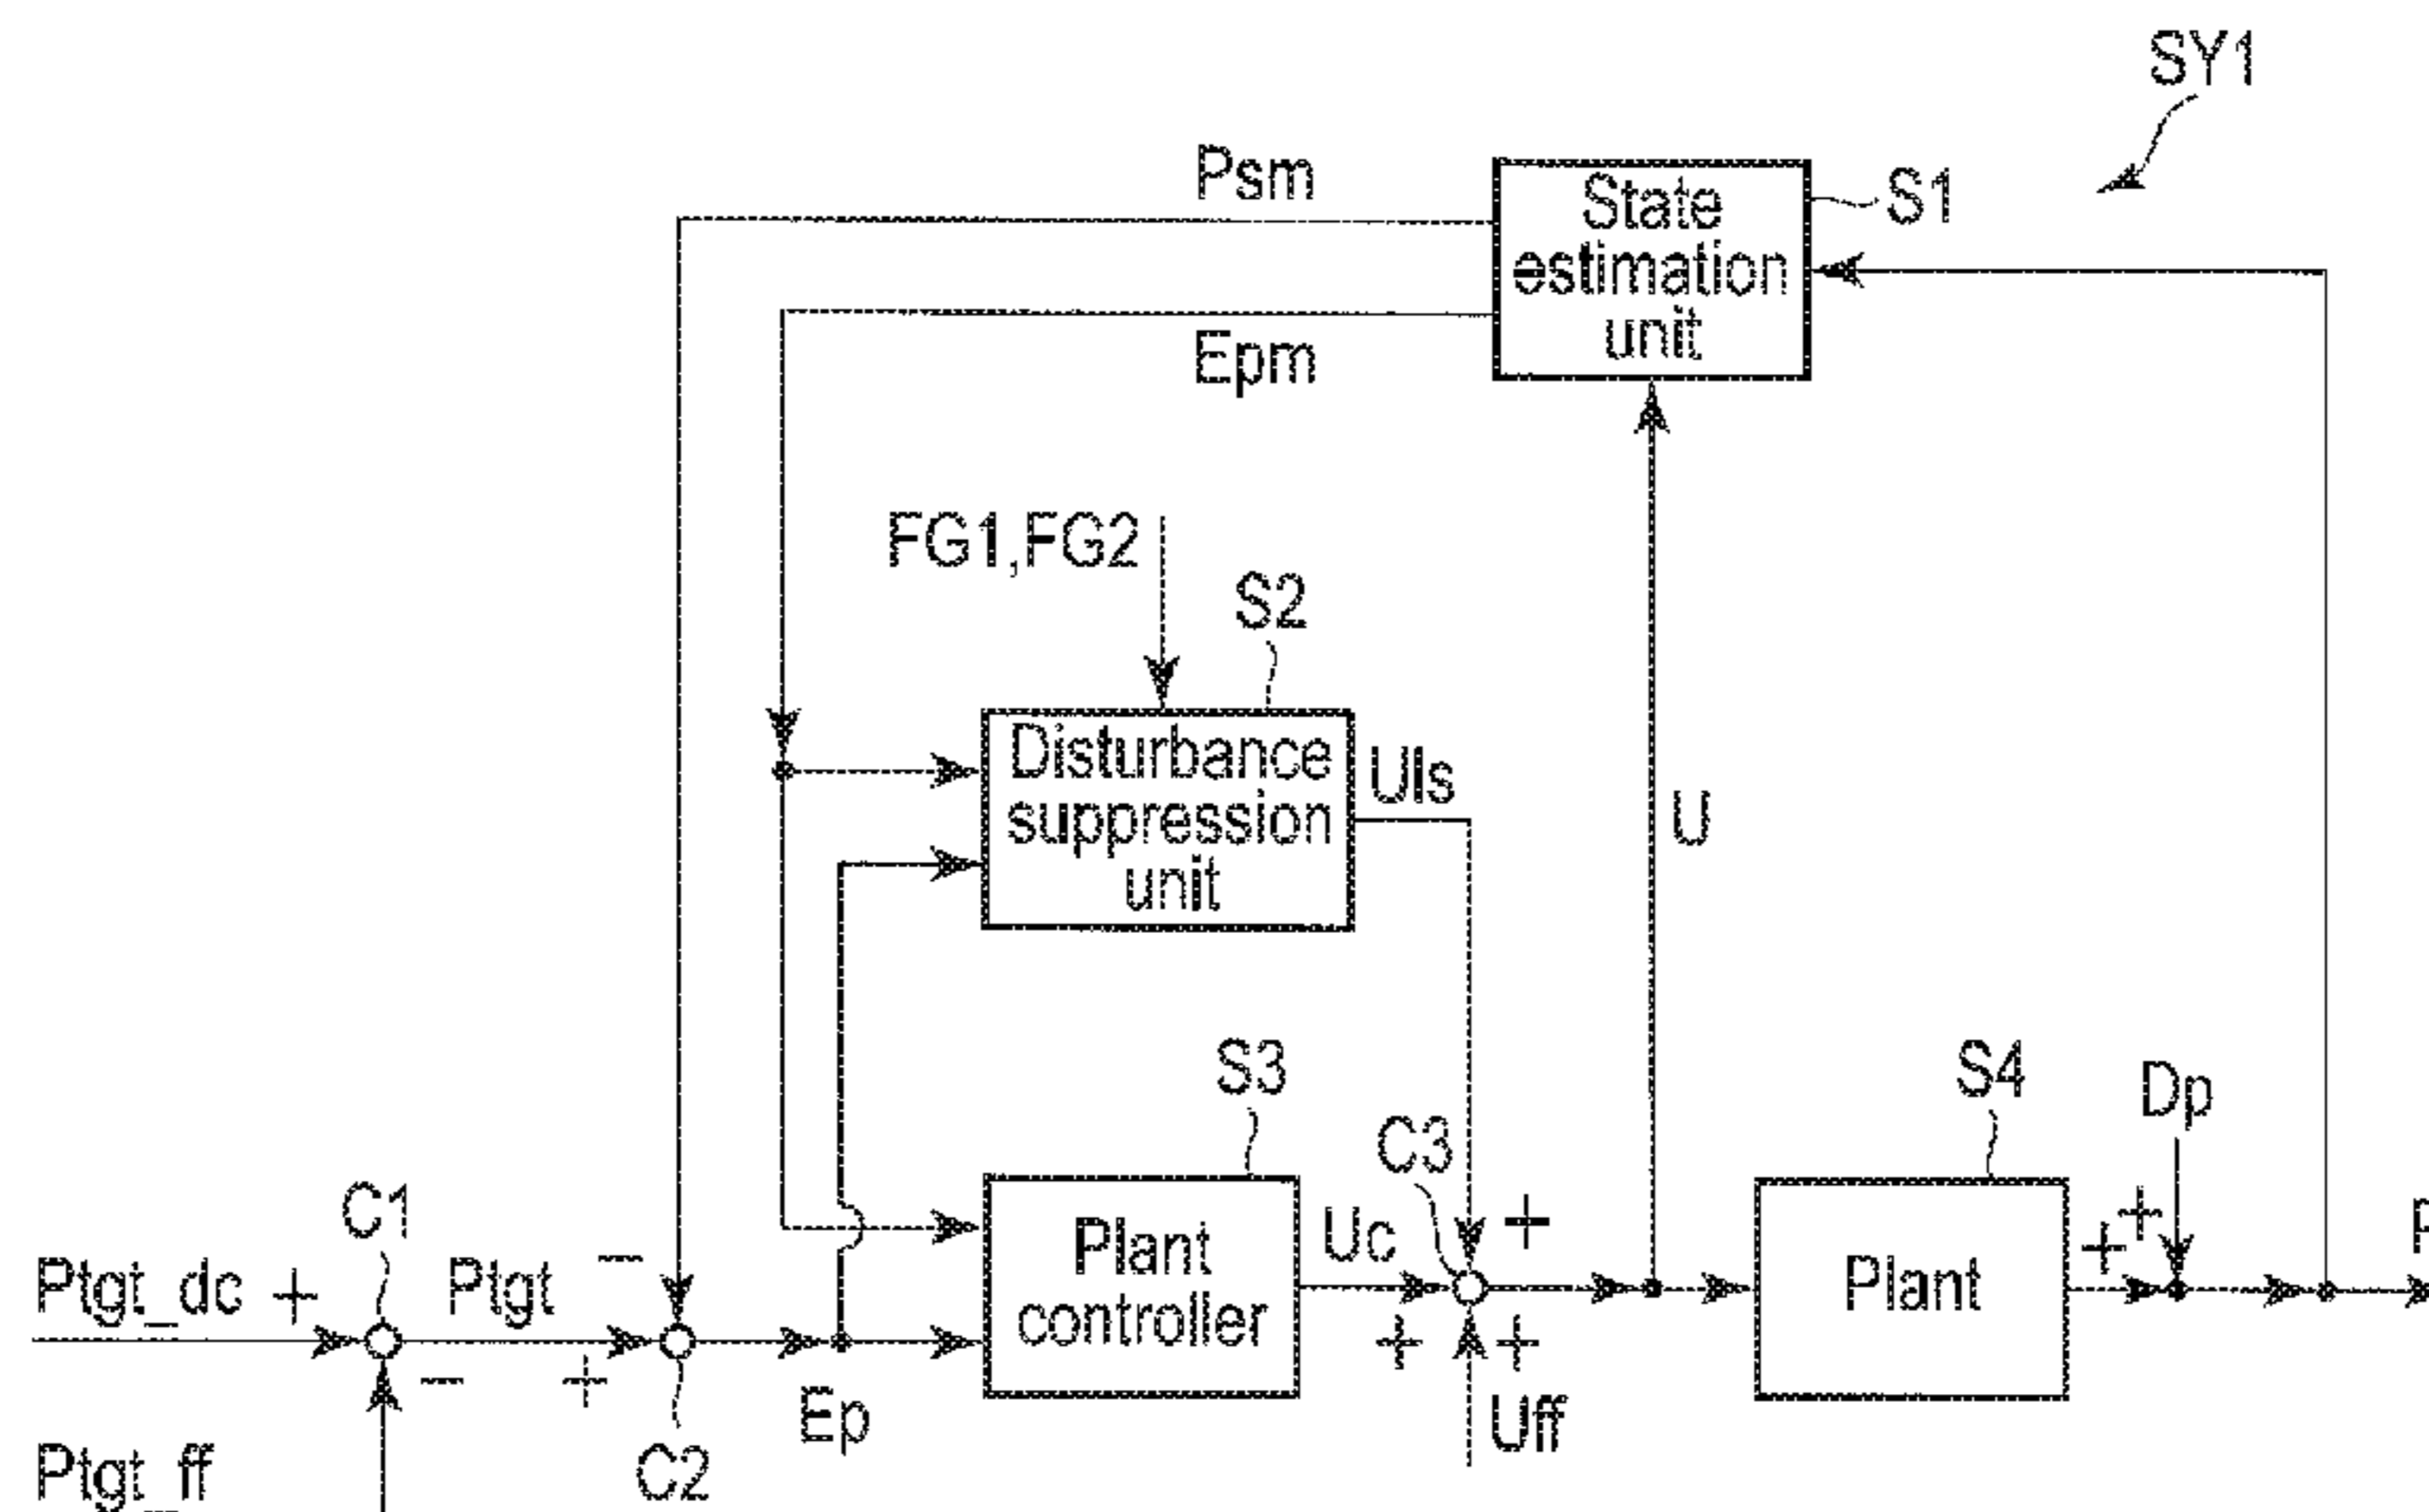 SY1
Psm
State
estimation
unit
S1
Epm
FG1,FG2
S2
Disturbance
suppression
unit
UIs
U
S3
C3
S4
Dp
C1
Ptgt_dc +
Ptgt −
Plant
controller
Uc
+
Plant
+ +
− +
Ep
+ +
Uff
Ptgt_ff
C2